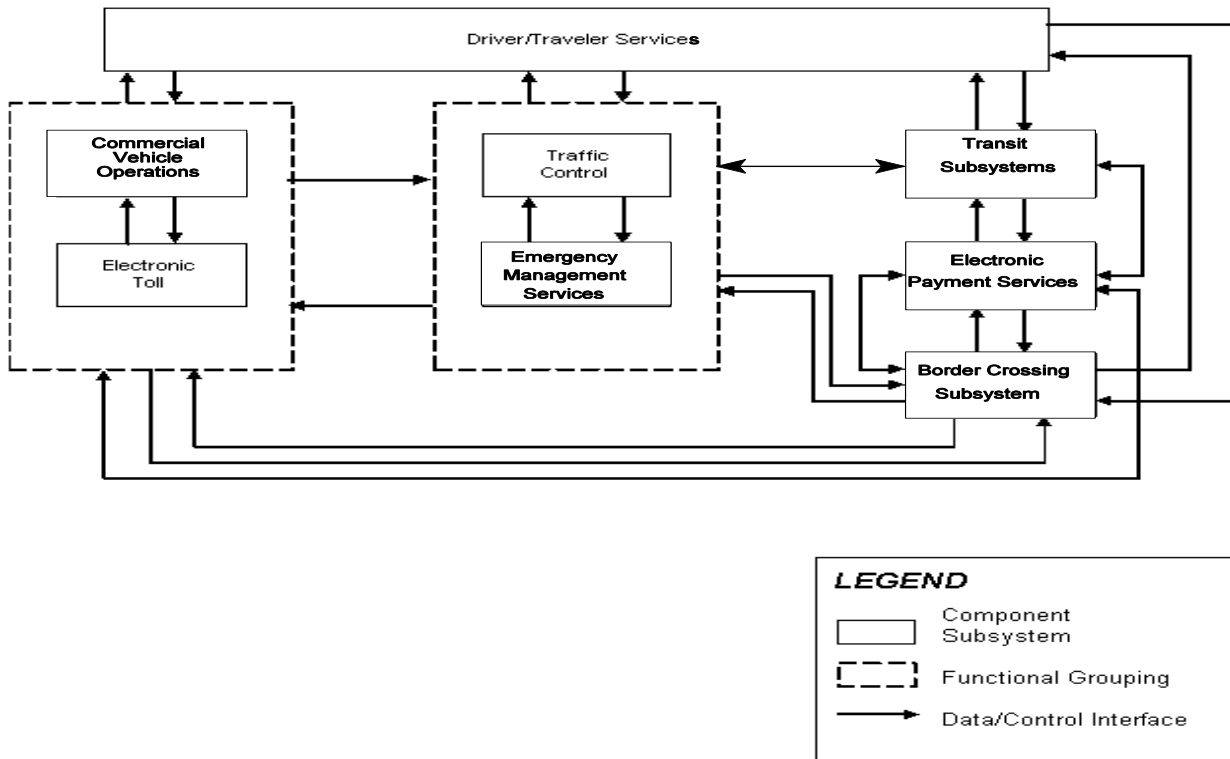 Driver/Traveler Services
Commercial
Vehicle
Operations
Electronic
Toll
Traffic
Control
Emergency
Management
Services
Transit
Subsystems
Electronic
Payment Services
Border Crossing
Subsystem
LEGEND
Component
Subsystem
Functional Grouping
Data/Control Interface